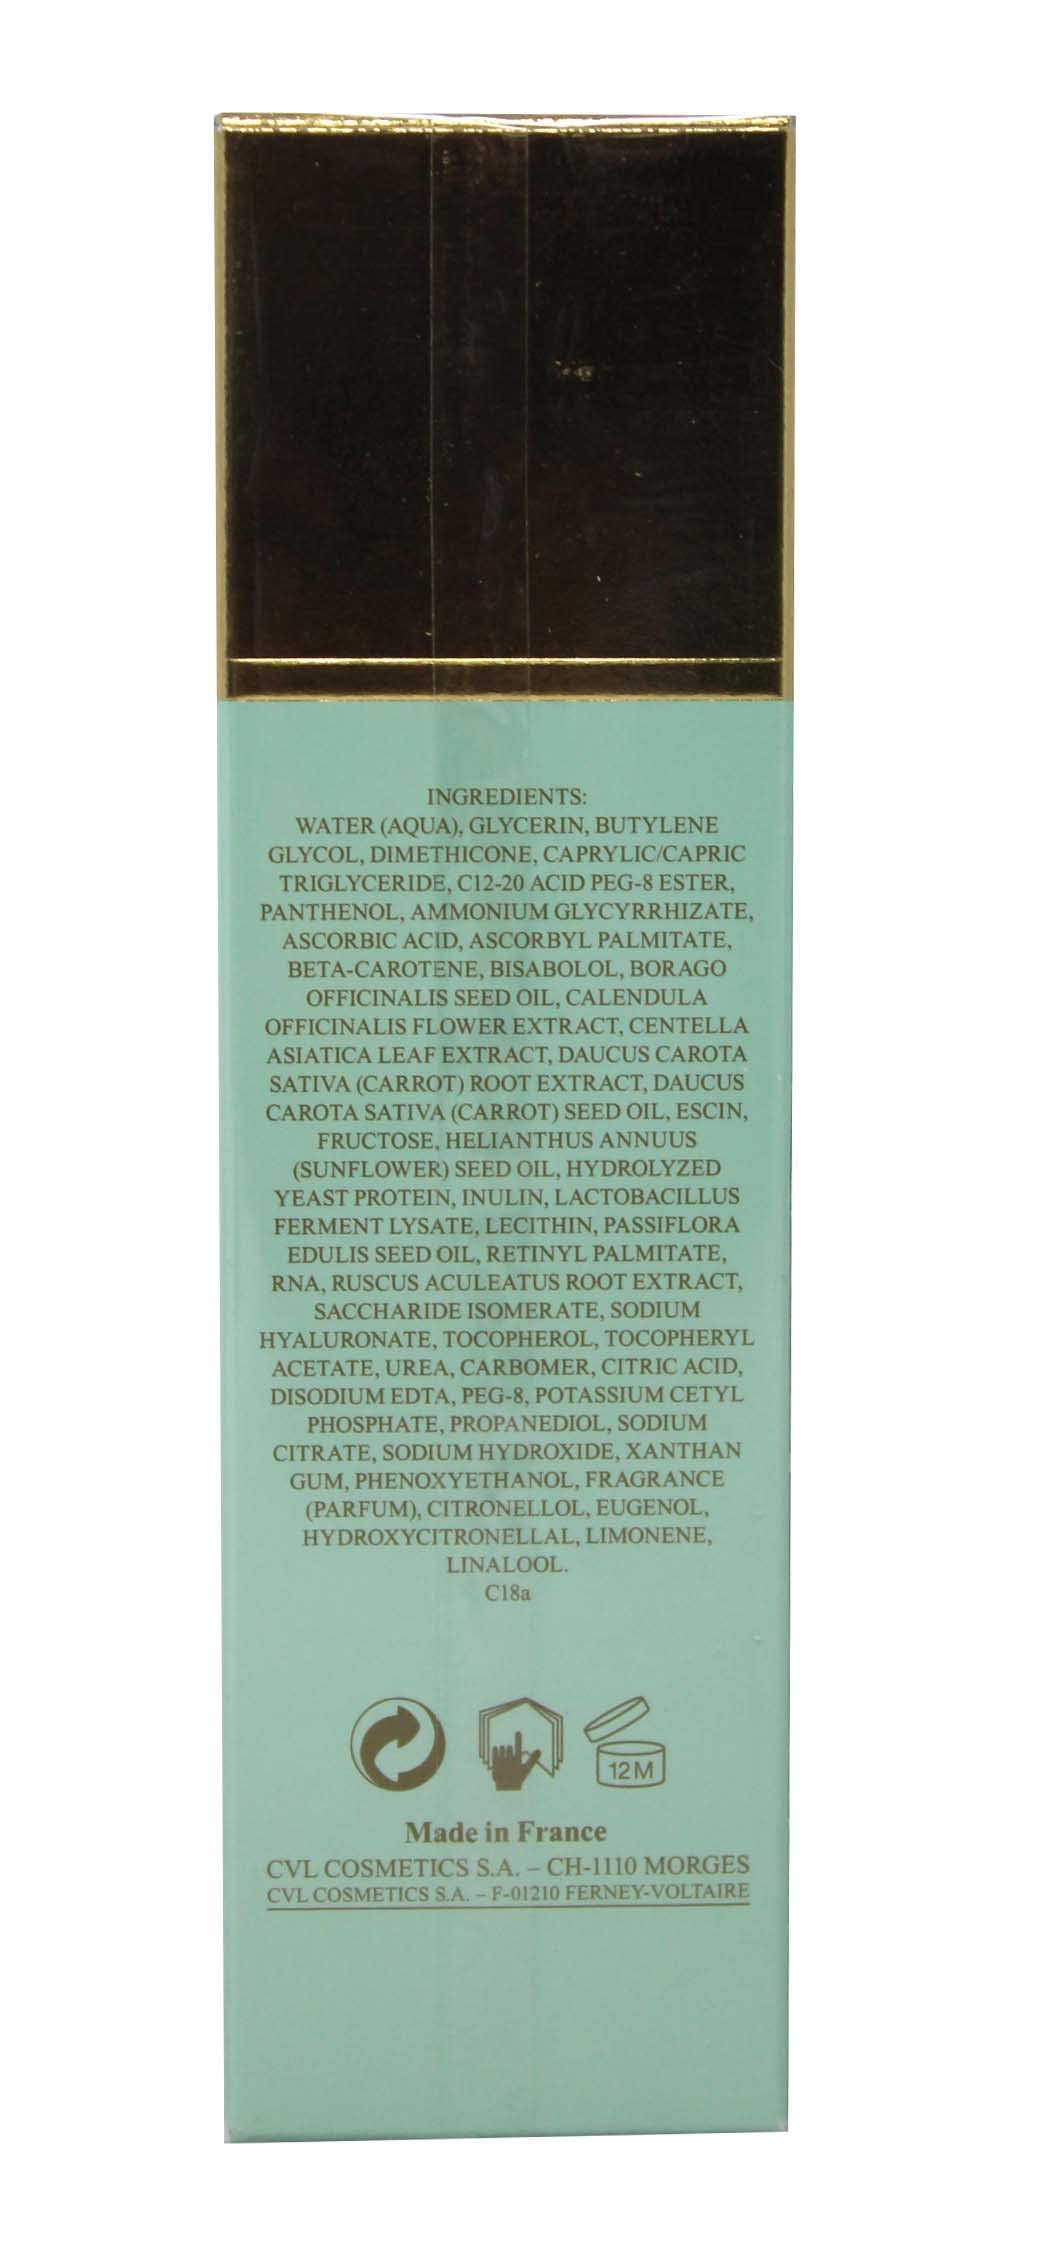 INGREDIENTS:
WATER (AQUA), GLYCERIN, BUTYLENE
GLYCOL, DIMETHICONE, CAPRYLIC/CAPRIC
TRIGLYCERIDE, C12-20 ACID PEG-8 ESTER,
PANTHENOL, AMMONIUM GLYCYRRHIZATE,
ASCORBIC ACID, ASCORBYL PALMITATE,
BETA-CAROTENE, BISABOLOL, BORAGO
OFFICINALIS SEED OIL, CALENDULA
OFFICINALIS FLOWER EXTRACT, CENTELLA
ASIATICA LEAF EXTRACT, DAUCUS CAROTA
SATIVA (CARROT) ROOT EXTRACT, DAUCUS
CAROTA SATIVA (CARROT) SEED OIL, ESCIN,
FRUCTOSE, HELIANTHUS ANNUUS
(SUNFLOWER) SEED OIL, HYDROLYZED
YEAST PROTEIN, INULIN, LACTOBACILLUS
FERMENT LYSATE, LECITHIN, PASSIFLORA
EDULIS SEED OIL, RETINYL PALMITATE,
RNA, RUSCUS ACULEATUS ROOT EXTRACT,
SACCHARIDE ISOMERATE, SODIUM
HYALURONATE, TOCOPHEROL, TOCOPHERYL
ACETATE, UREA, CARBOMER, CITRIC ACID,
DISODIUM EDTA, PEG-8, POTASSIUM CETYL
PHOSPHATE, PROPANEDIOL, SODIUM
CITRATE, SODIUM HYDROXIDE, XANTHAN
GUM, PHENOXYETHANOL, FRAGRANCE
(PARFUM), CITRONELLOL, EUGENOL,
HYDROXYCITRONELLAL, LIMONENE,
LINALOOL.
C18a
12M
Made in France
CVL COSMETICS S.A. – CH-1110 MORGES
CVL COSMETICS S.A. – F-01210 FERNEY-VOLTAIRE